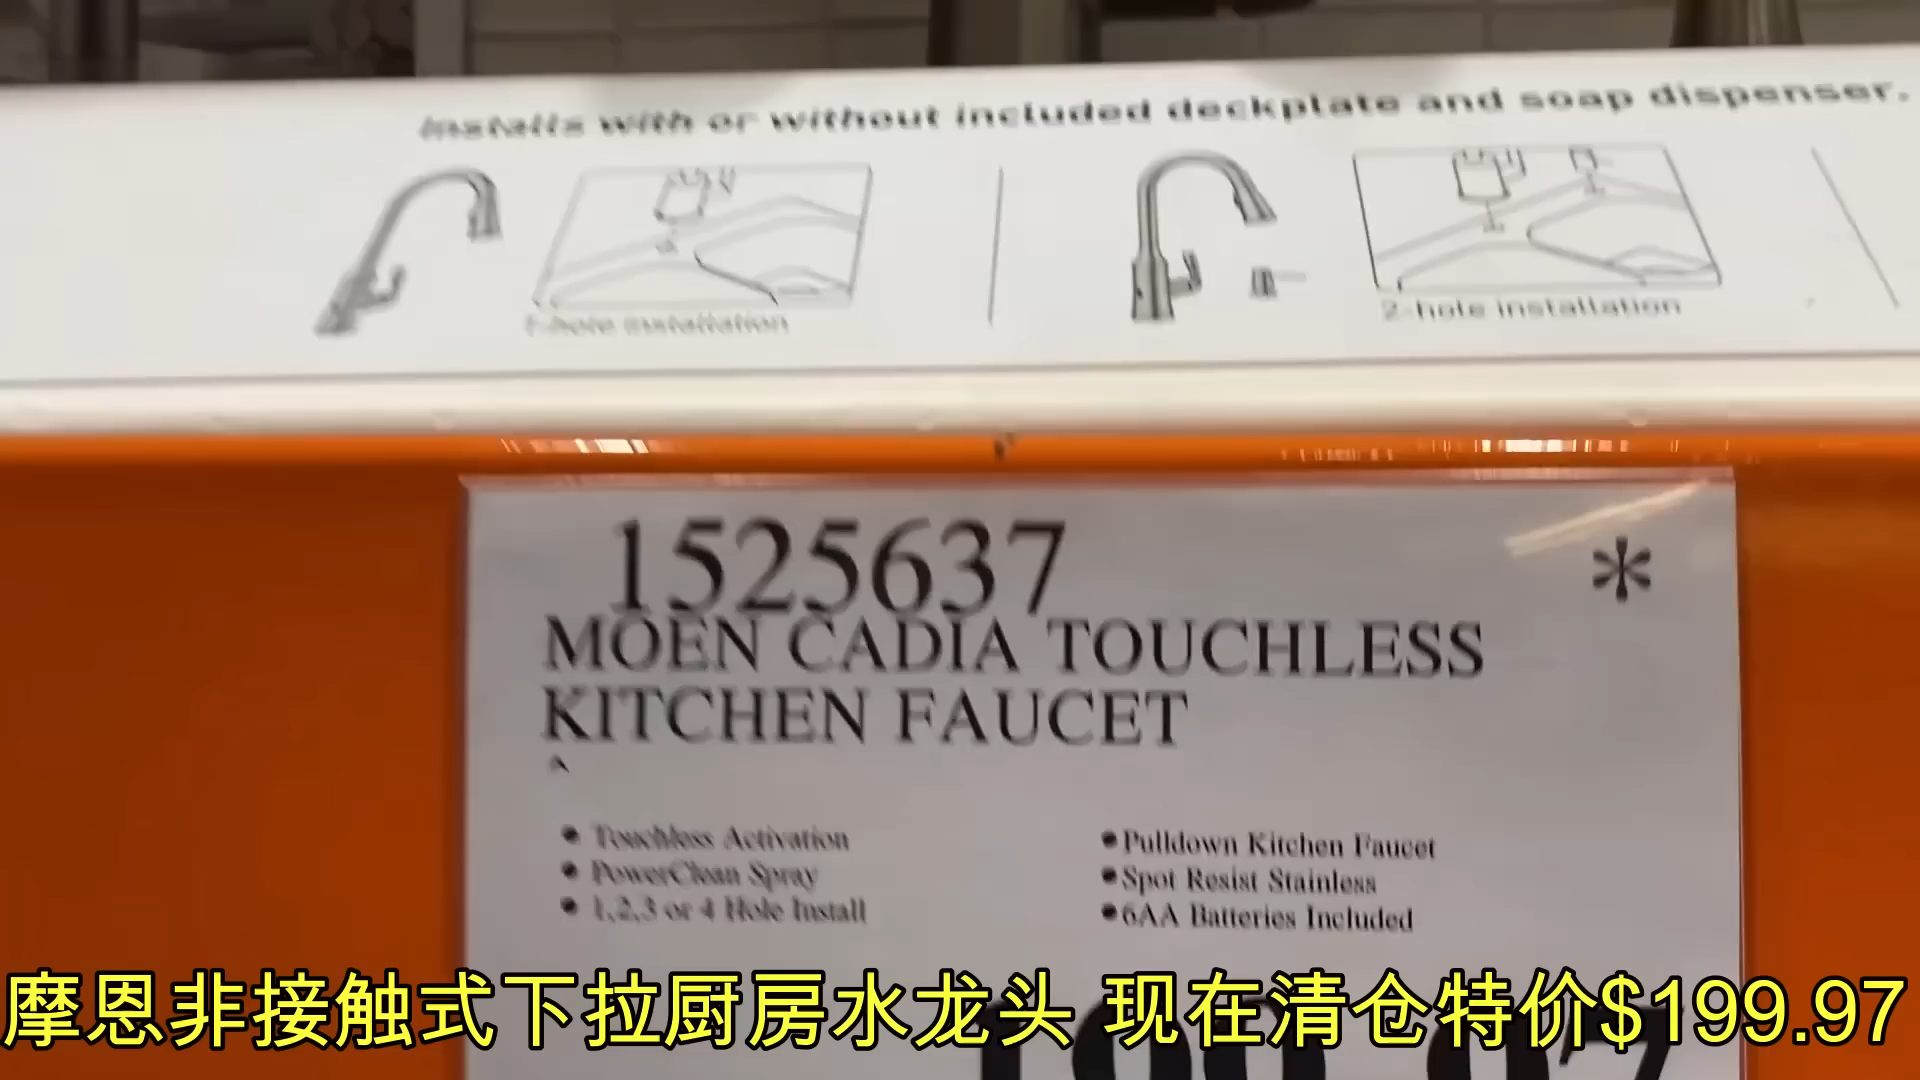 Installs with or without included deckplate and soap dispenser.
1-hole installation
2-hole installation
1525637
*
MOEN CADIA TOUCHLESS
KITCHEN FAUCET
• Touchless Activation
• PowerClean Spray
• 1,2,3 or 4 Hole Install
• Pulldown Kitchen Faucet
• Spot Resist Stainless
• 6AA Batteries Included
199.97
摩恩非接触式下拉厨房水龙头 现在清仓特价$199.97